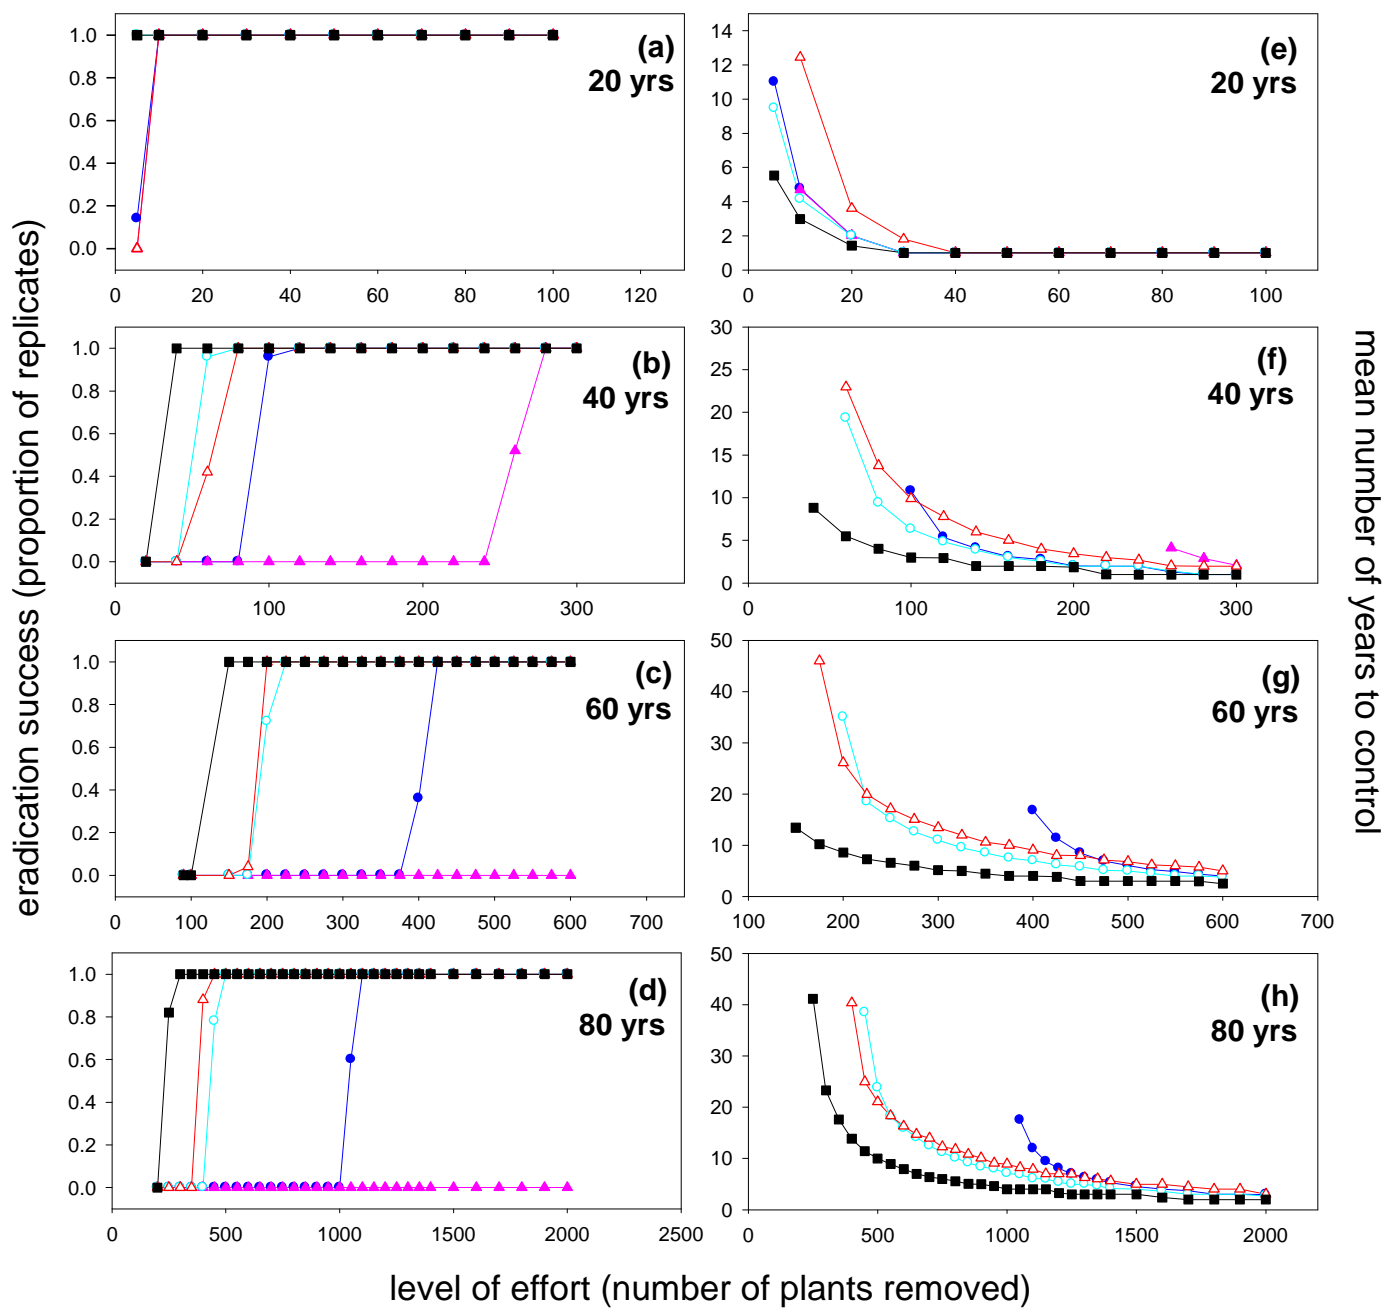 eradication success (proportion of replicates)
1.0
0.8
0.6
0.4
0.2
0.0
(a)
20 yrs
0 20 40 60 80 100 120
14
12
10
8
6
4
2
0
(e)
20 yrs
0 20 40 60 80 100
1.0
0.8
0.6
0.4
0.2
0.0
(b)
40 yrs
0 100 200 300
30
25
20
15
10
5
0
(f)
40 yrs
0 100 200 300
1.0
0.8
0.6
0.4
0.2
0.0
(c)
60 yrs
0 100 200 300 400 500 600 700
50
40
30
20
10
0
(g)
60 yrs
100 200 300 400 500 600 700
1.0
0.8
0.6
0.4
0.2
0.0
(d)
80 yrs
0 500 1000 1500 2000 2500
50
40
30
20
10
0
(h)
80 yrs
0 500 1000 1500 2000
mean number of years to control
level of effort (number of plants removed)